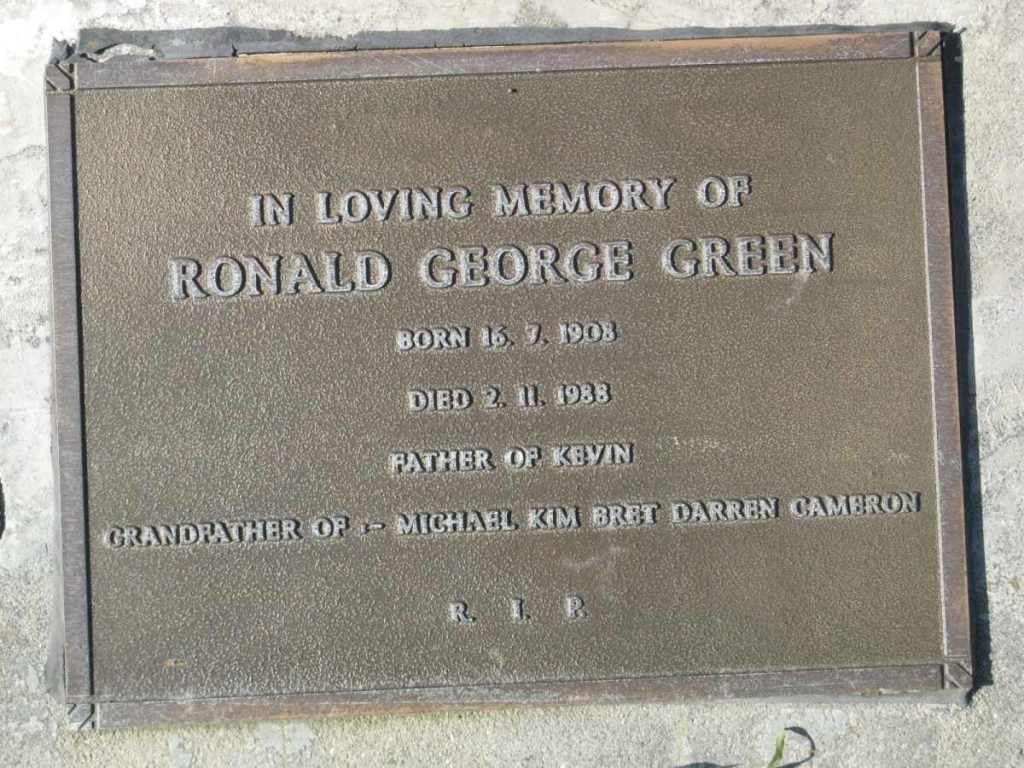 IN LOVING MEMORY OF
RONALD GEORGE GREEN
BORN 16. 7. 1908
DIED 2. 11. 1988
FATHER OF KEVIN
GRANDFATHER OF :- MICHAEL KIM BRET DARREN CAMERON
R. I. P.